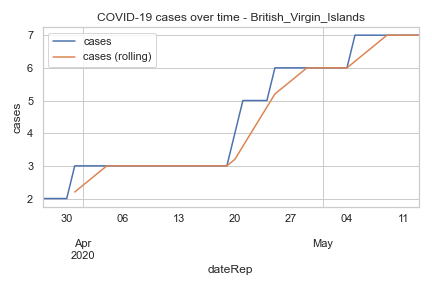 COVID-19 cases over time - British_Virgin_Islands
cases
cases (rolling)
7
6
5
4
3
2
cases
30 06 13 20 27 04 11
Apr May
2020
dateRep